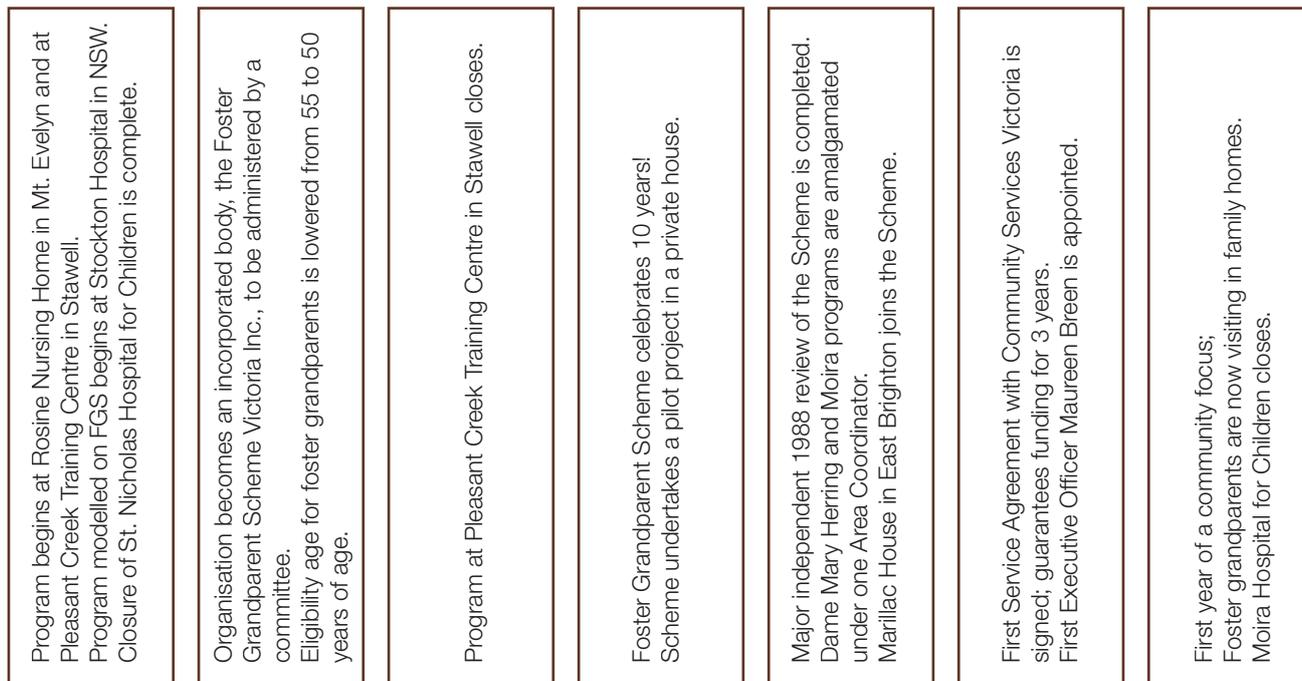 Program begins at Rosine Nursing Home in Mt. Evelyn and at
Pleasant Creek Training Centre in Stawell.
Program modelled on FGS begins at Stockton Hospital in NSW.
Closure of St. Nicholas Hospital for Children is complete.
Organisation becomes an incorporated body, the Foster
Grandparent Scheme Victoria Inc., to be administered by a
committee.
Eligibility age for foster grandparents is lowered from 55 to 50
years of age.
Program at Pleasant Creek Training Centre in Stawell closes.
Foster Grandparent Scheme celebrates 10 years!
Scheme undertakes a pilot project in a private house.
Major independent 1988 review of the Scheme is completed.
Dame Mary Herring and Moira programs are amalgamated
under one Area Coordinator.
Marillac House in East Brighton joins the Scheme.
First Service Agreement with Community Services Victoria is
signed; guarantees funding for 3 years.
First Executive Officer Maureen Breen is appointed.
First year of a community focus;
Foster grandparents are now visiting in family homes.
Moira Hospital for Children closes.